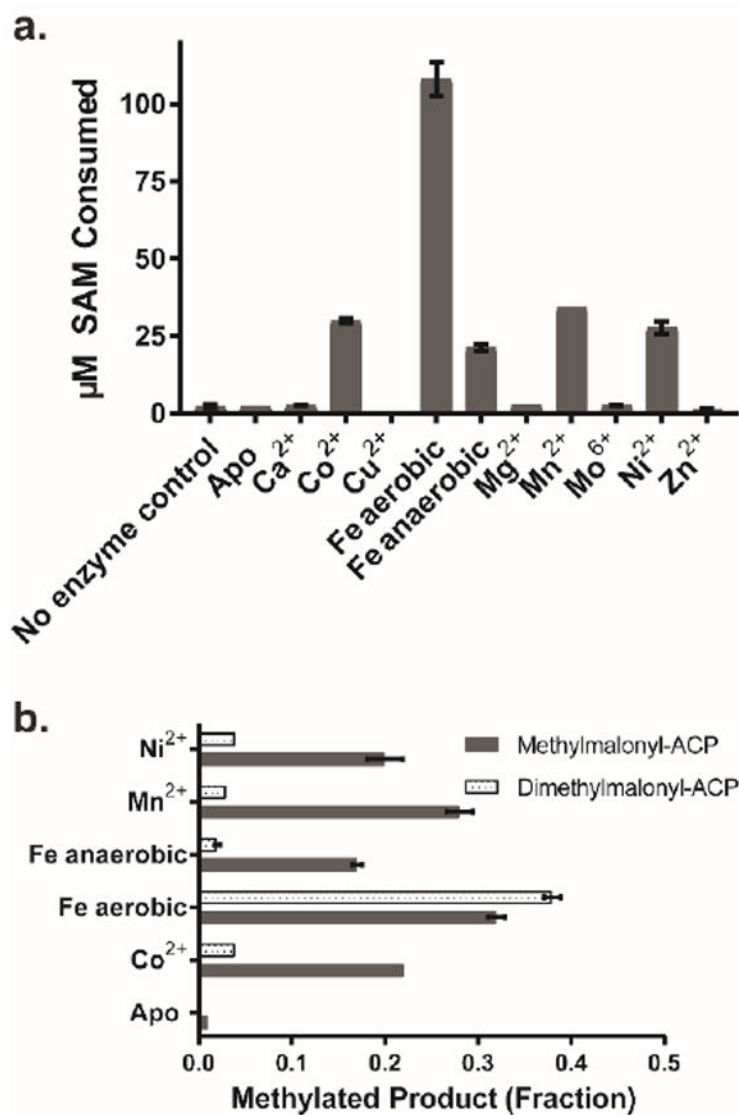 a.
µM SAM Consumed
100
75
50
25
0
No enzyme control
Apo
Ca²⁺
Co²⁺
Cu²⁺
Fe aerobic
Fe anaerobic
Mg²⁺
Mn²⁺
Mo⁶⁺
Ni²⁺
Zn²⁺
b.
Methylmalonyl-ACP
Dimethylmalonyl-ACP
Ni²⁺
Mn²⁺
Fe anaerobic
Fe aerobic
Co²⁺
Apo
0.0 0.1 0.2 0.3 0.4 0.5
Methylated Product (Fraction)